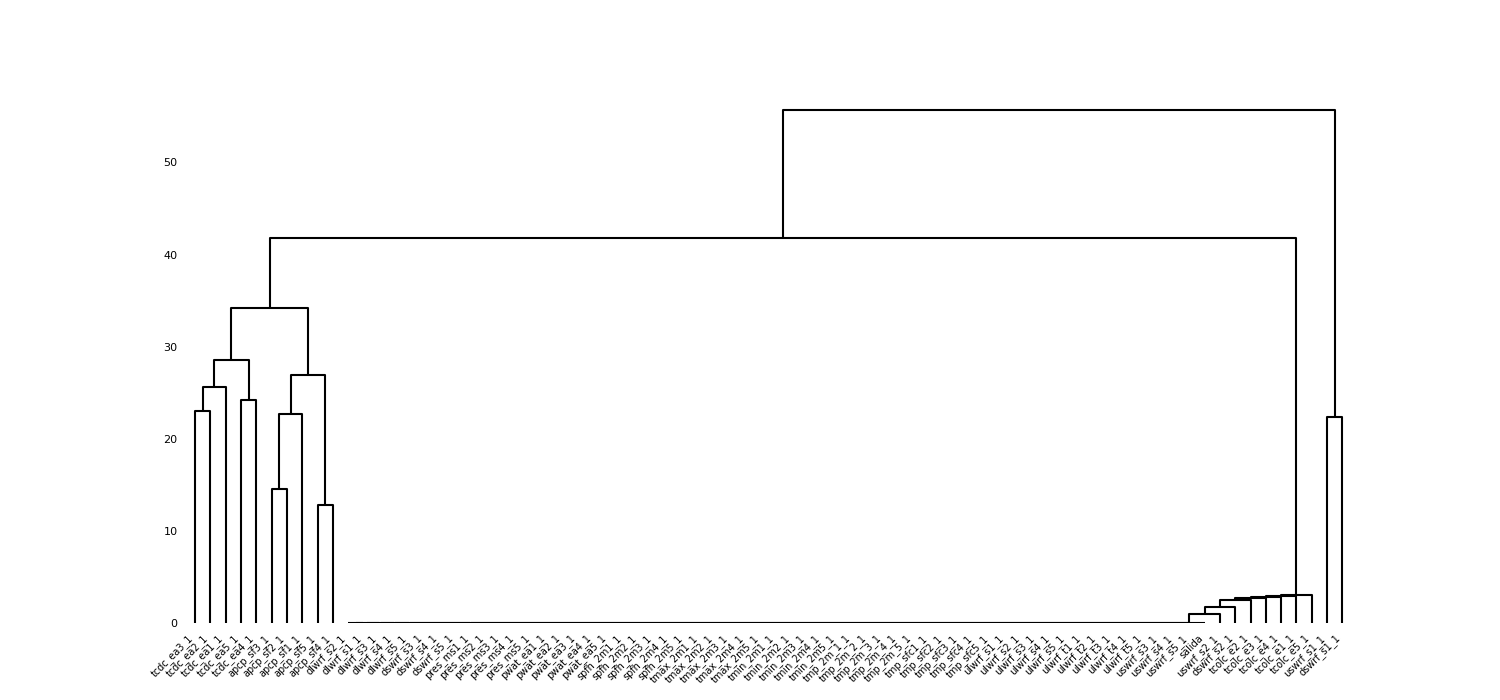 50
40
30
20
10
0
tcdc_ea3_1
tcdc_ea2_1
tcdc_ea1_1
tcdc_ea5_1
tcdc_ea4_1
apcp_sf3_1
apcp_sf2_1
apcp_sf1_1
apcp_sf5_1
apcp_sf4_1
dlwrf_s2_1
dlwrf_s1_1
dlwrf_s3_1
dlwrf_s4_1
dlwrf_s5_1
dswrf_s3_1
dswrf_s4_1
dswrf_s5_1
pres_ms1_1
pres_ms2_1
pres_ms3_1
pres_ms4_1
pres_ms5_1
pwat_ea1_1
pwat_ea2_1
pwat_ea3_1
pwat_ea4_1
pwat_ea5_1
spfh_2m1_1
spfh_2m2_1
spfh_2m3_1
spfh_2m4_1
spfh_2m5_1
tmax_2m1_1
tmax_2m2_1
tmax_2m3_1
tmax_2m4_1
tmax_2m5_1
tmin_2m1_1
tmin_2m2_1
tmin_2m3_1
tmin_2m4_1
tmin_2m5_1
tmp_2m_1_1
tmp_2m_2_1
tmp_2m_3_1
tmp_2m_4_1
tmp_2m_5_1
tmp_sfc1_1
tmp_sfc2_1
tmp_sfc3_1
tmp_sfc4_1
tmp_sfc5_1
ulwrf_s1_1
ulwrf_s2_1
ulwrf_s3_1
ulwrf_s4_1
ulwrf_s5_1
ulwrf_t1_1
ulwrf_t2_1
ulwrf_t3_1
ulwrf_t4_1
ulwrf_t5_1
uswrf_s3_1
uswrf_s4_1
uswrf_s5_1
salida
uswrf_s2_1
dswrf_s2_1
tcolc_e2_1
tcolc_e3_1
tcolc_e4_1
tcolc_e1_1
tcolc_e5_1
uswrf_s1_1
dswrf_s1_1